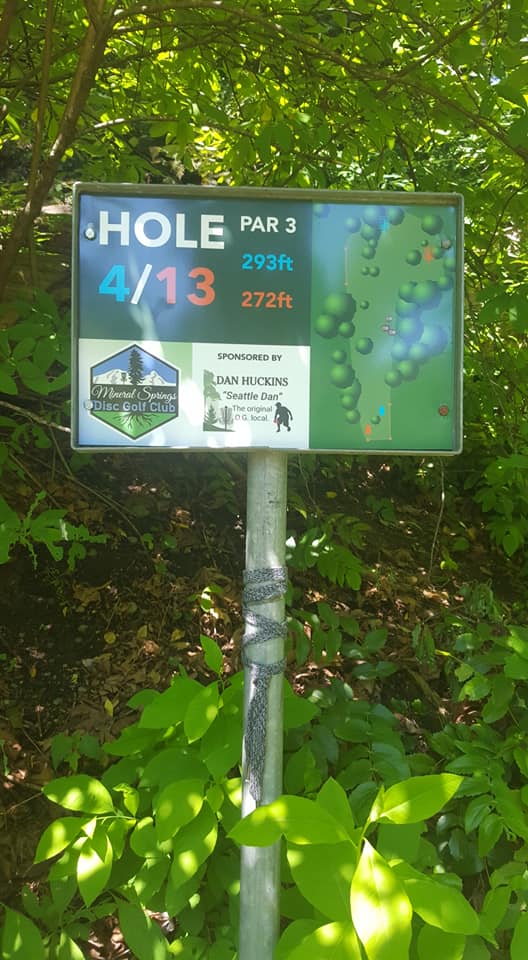 HOLE PAR 3
4/13
293ft
272ft
Mineral Springs
Disc Golf Club
SPONSORED BY
DAN HUCKINS
"Seattle Dan"
The original
O.G. local.